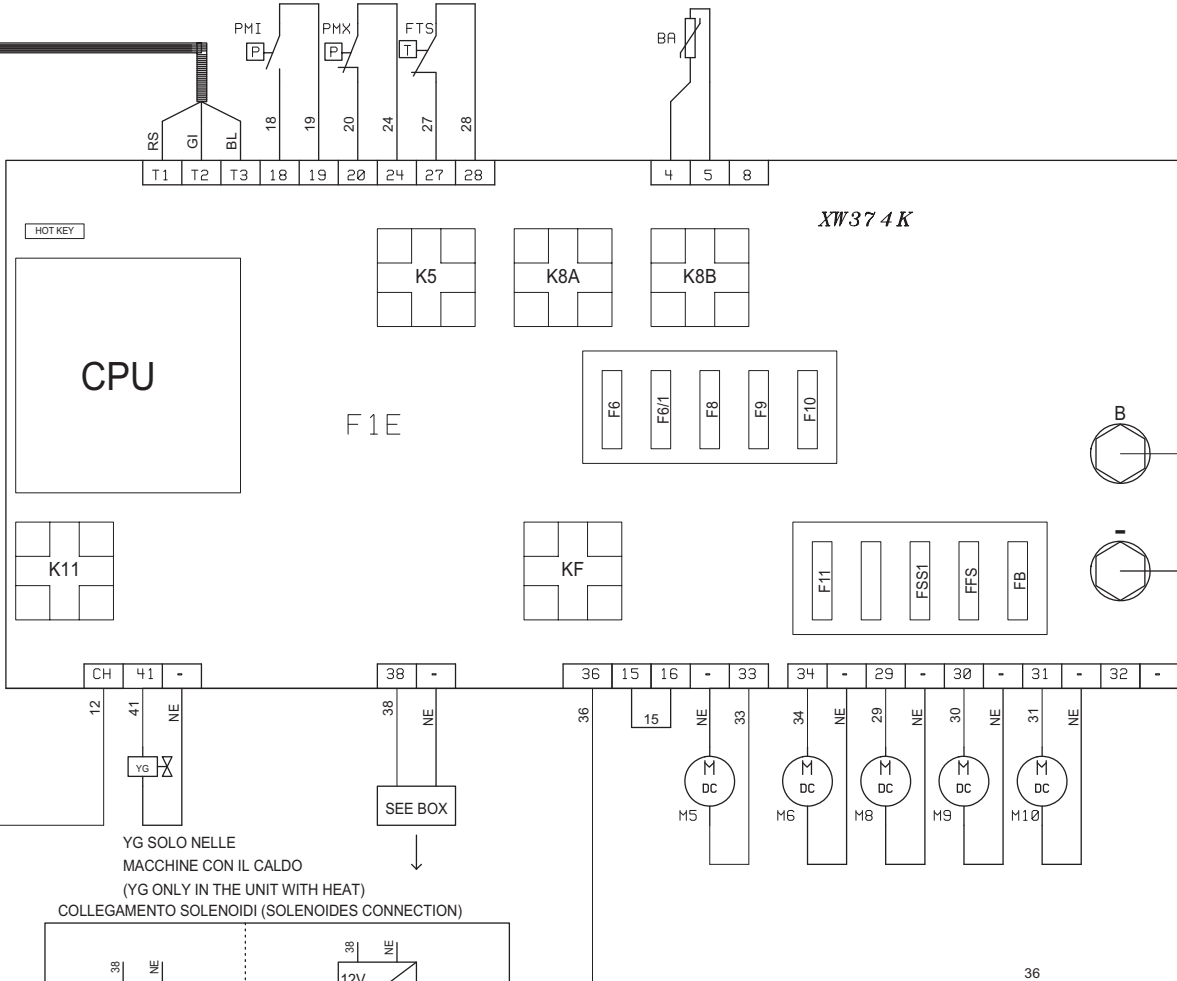 PMI PMX FTS BA
P P T
RS GI BL 18 19 20 24 27 28
T1 T2 T3 18 19 20 24 27 28 4 5 8
XW374K
HOT KEY
K5 K8A K8B
CPU
F1E
F6 F6/1 F8 F9 F10
B
-
K11 KF
F11 FSS1 FFS FB
CH 41 - 38 - 36 15 16 - 33 34 - 29 - 30 - 31 - 32 -
12 41 NE 38 NE 36 15 NE 33 34 NE 29 NE 30 NE 31 NE
YG
SEE BOX
M DC M DC M DC M DC M DC
M5 M6 M8 M9 M10
YG SOLO NELLE
MACCHINE CON IL CALDO
(YG ONLY IN THE UNIT WITH HEAT)
COLLEGAMENTO SOLENOIDI (SOLENOIDES CONNECTION)
38 NE 38 NE
12V
36